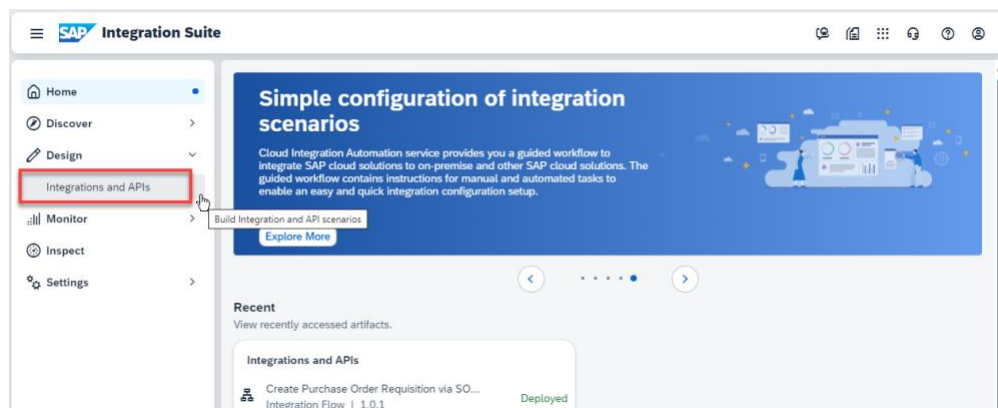 SAP Integration Suite
Home
Discover
Design
Integrations and APIs
Monitor
Inspect
Settings
Simple configuration of integration
scenarios
Cloud Integration Automation service provides you a guided workflow to
integrate SAP cloud solutions to on-premise and other SAP cloud solutions. The
guided workflow contains instructions for manual and automated tasks to
enable an easy and quick integration configuration setup.
Build Integration and API scenarios
Explore More
Recent
View recently accessed artifacts.
Integrations and APIs
Create Purchase Order Requisition via SO...
Integration Flow | 1.0.1
Deployed